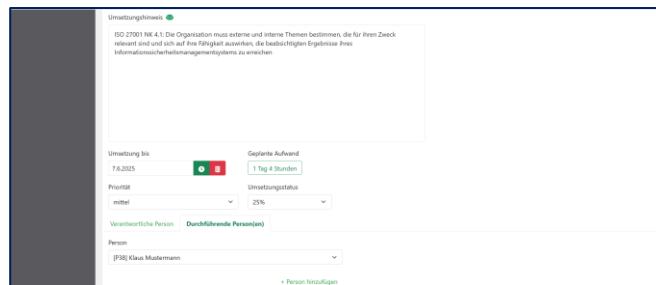 Umsetzungshinweis
ISO 27001 NK 4.1: Die Organisation muss externe und interne Themen bestimmen, die für ihren Zweck
relevant sind und sich auf ihre Fähigkeit auswirken, die beabsichtigten Ergebnisse ihres
Informationssicherheitsmanagementsystems zu erreichen
Umsetzung bis
Geplante Aufwand
7.6.2025
1 Tag 4 Stunden
Priorität
Umsetzungsstatus
mittel
25%
Verantwortliche Person
Durchführende Person(en)
Person
[P38] Klaus Mustermann
+ Person hinzufügen